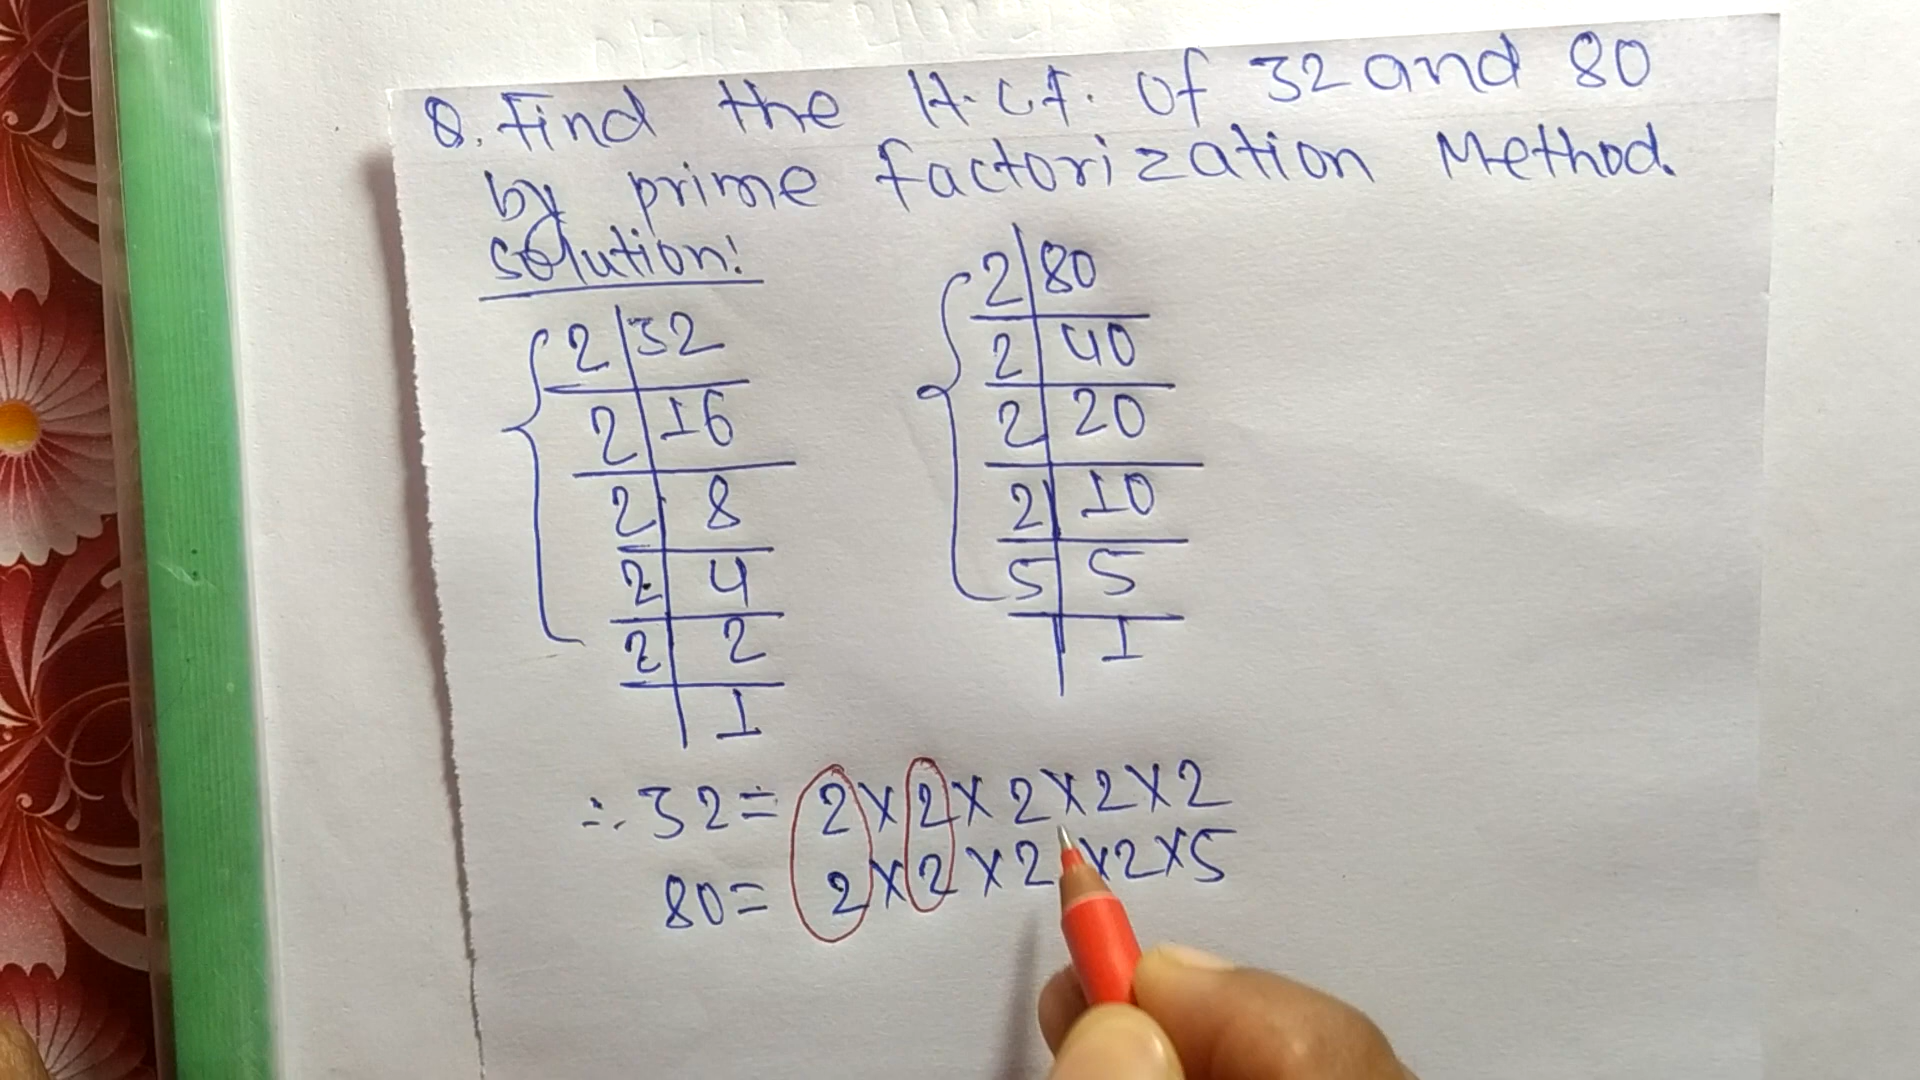 Q. Find the H.C.F. of 32 and 80
by prime factorization Method.
Solution:
2|32
2|16
2|8
2|4
2|2
|1
2|80
2|40
2|20
2|10
5|5
|1
∴ 32 = 2×2×2×2×2
80 = 2×2×2×2×5